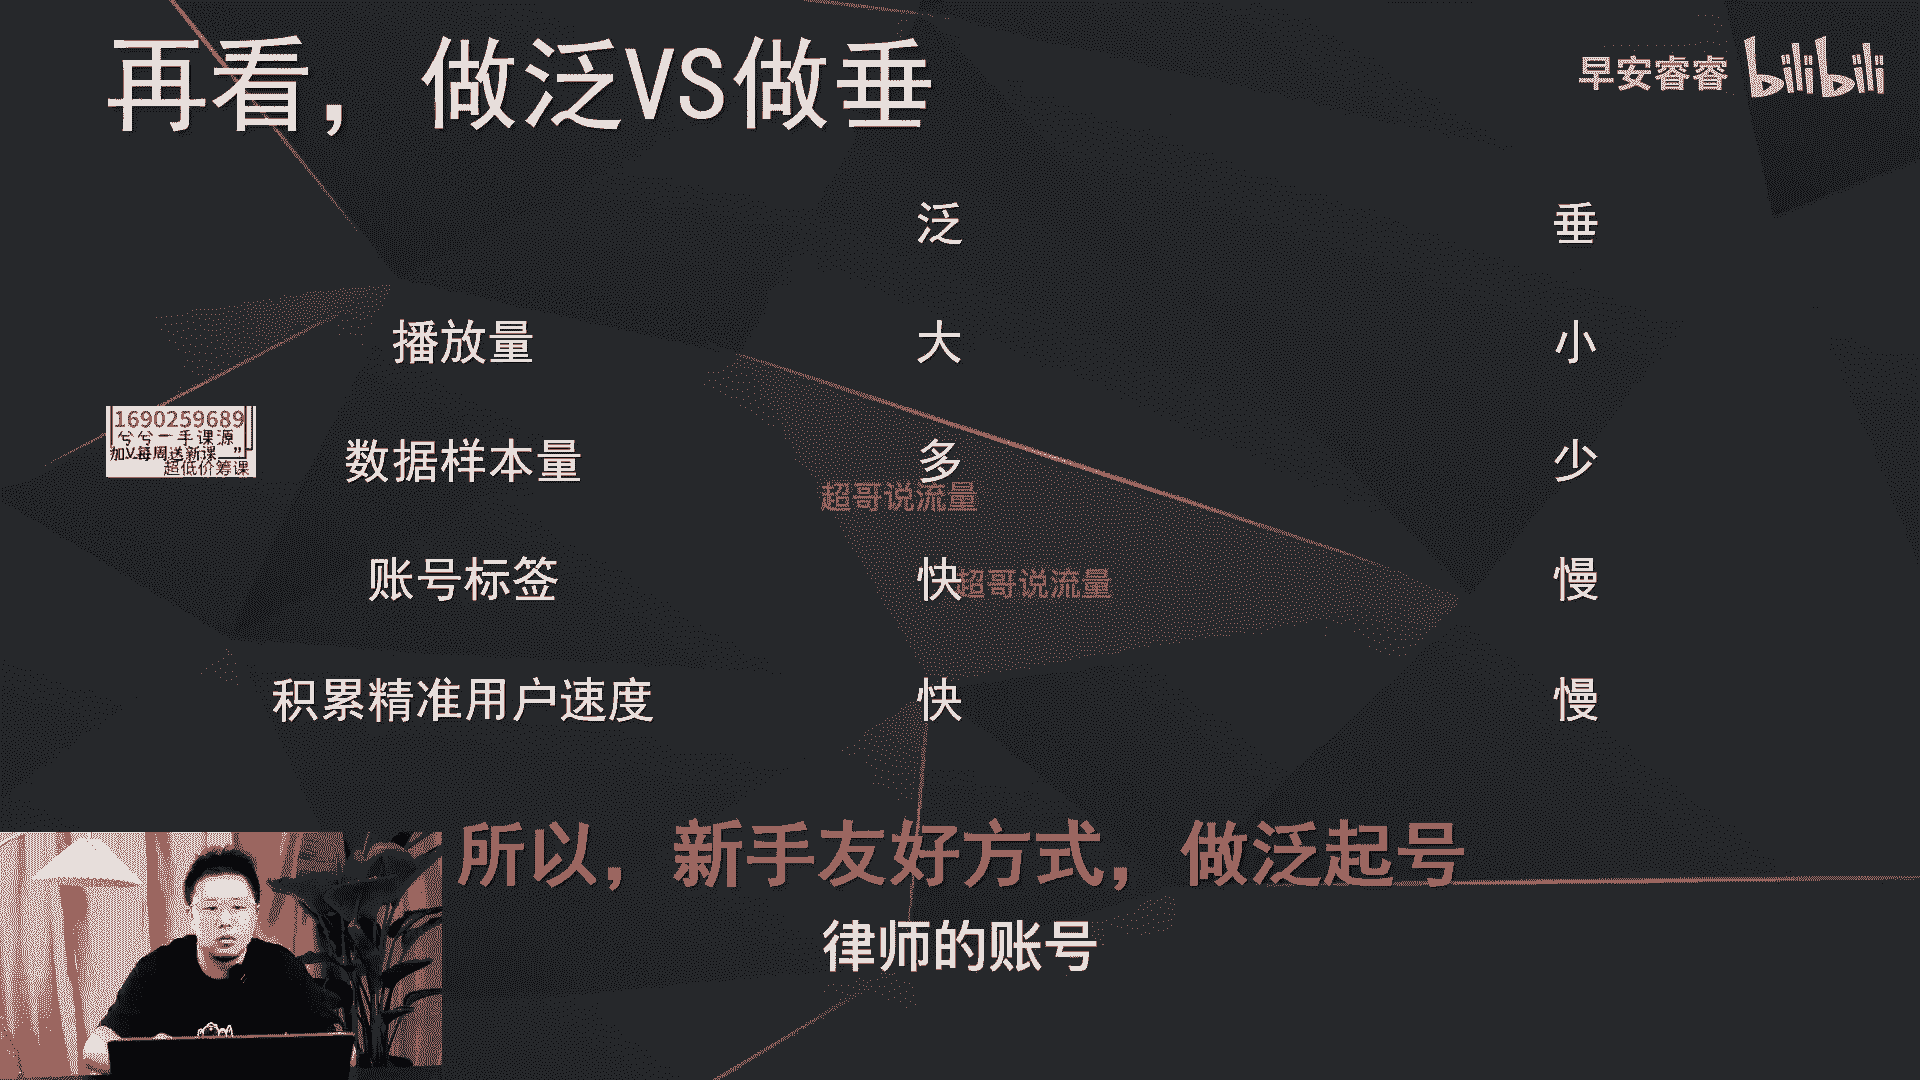 再看，做泛VS做垂
早安睿睿 bilibili
泛 垂
播放量 大 小
1690259689
兮兮一手课源
加V每周送新课
超低价筹课
数据样本量 多 少
超哥说流量
账号标签 快 慢
超哥说流量
积累精准用户速度 快 慢
所以，新手友好方式，做泛起号
律师的账号